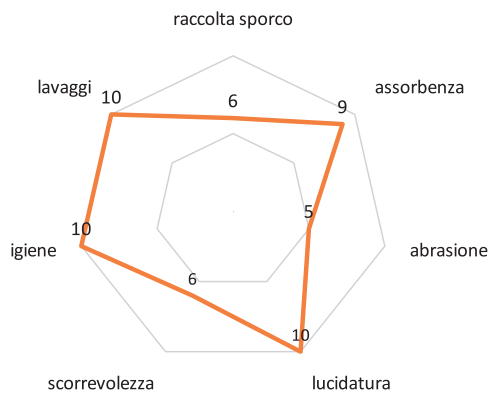 raccolta sporco
lavaggi
10
6
9
assorbenza
5
10
igiene
abrasione
6
10
scorrevolezza
lucidatura